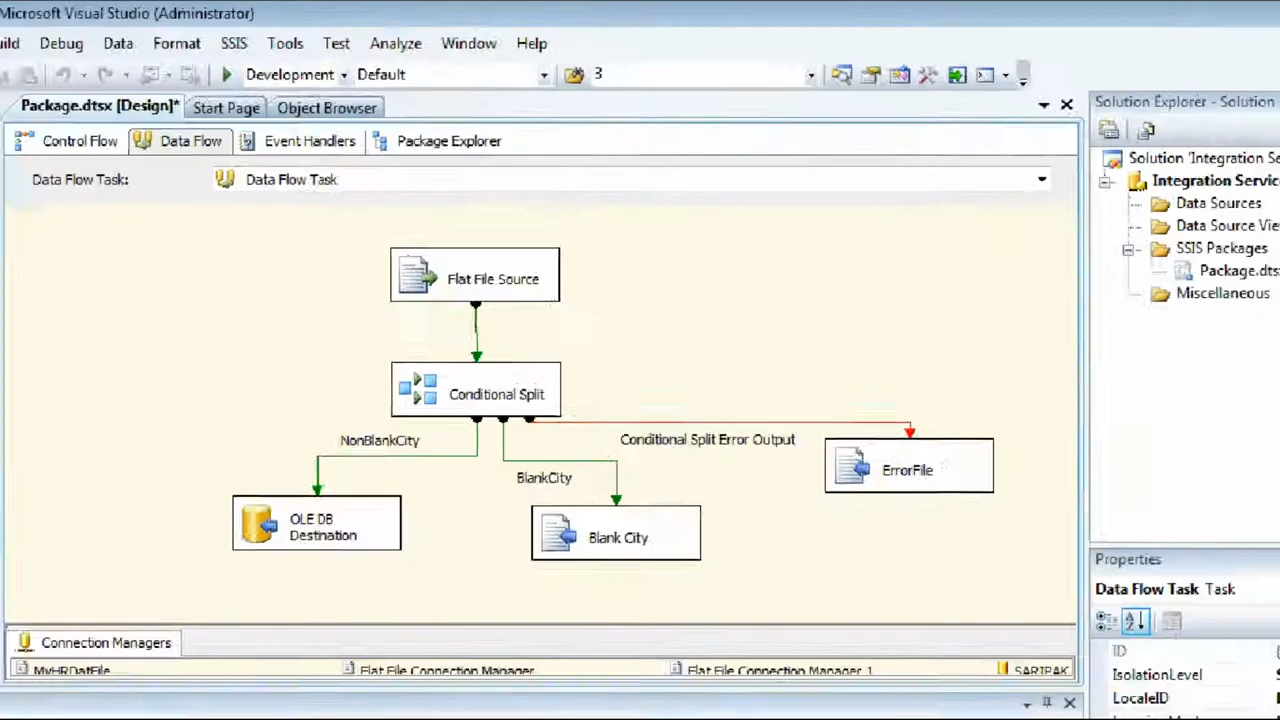 Microsoft Visual Studio (Administrator)
uild Debug Data Format SSIS Tools Test Analyze Window Help
Development Default 3
Package.dtsx [Design]* Start Page Object Browser
Solution Explorer - Solution
Control Flow Data Flow Event Handlers Package Explorer
Data Flow Task: Data Flow Task
Solution 'Integration Se
Integration Servic
Data Sources
Data Source Vie
SSIS Packages
Package.dts
Miscellaneous
Flat File Source
Conditional Split
NonBlankCity
Conditional Split Error Output
BlankCity
ErrorFile
OLE DB
Destination
Blank City
Properties
Data Flow Task Task
ID
IsolationLevel
LocaleID
Connection Managers
MyHRDatFile Flat File Connection Manager Flat File Connection Manager 1